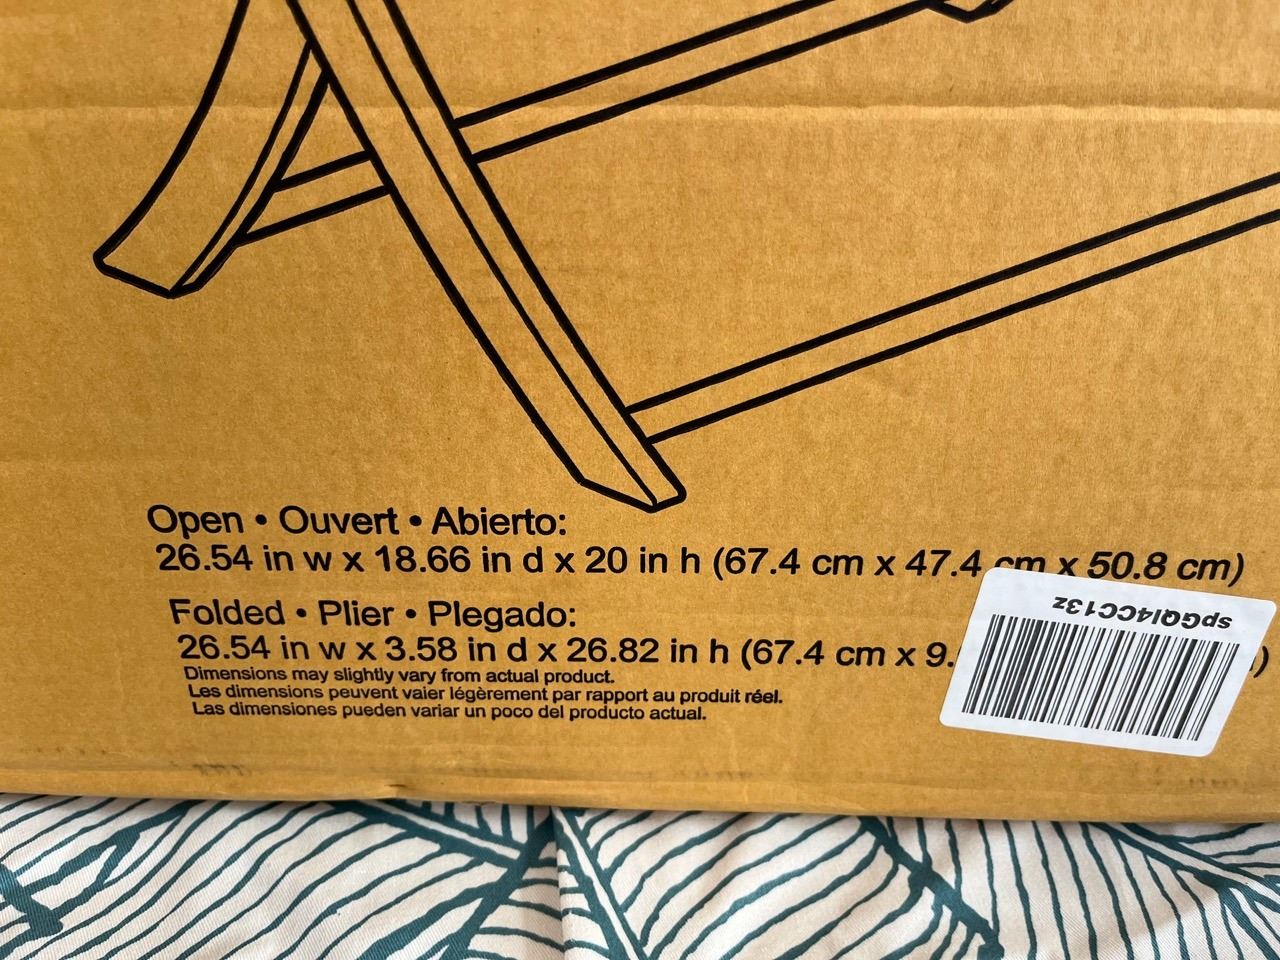 Open • Ouvert • Abierto:
26.54 in w x 18.66 in d x 20 in h (67.4 cm x 47.4 cm x 50.8 cm)
Folded • Plier • Plegado:
26.54 in w x 3.58 in d x 26.82 in h (67.4 cm x 9. )
Dimensions may slightly vary from actual product.
Les dimensions peuvent vaier légèrement par rapport au produit réel.
Las dimensiones pueden variar un poco del producto actual.
spGQI4CC13z